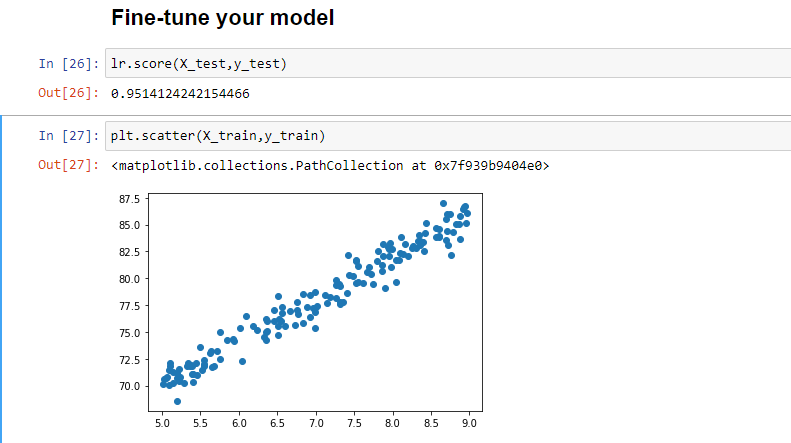 Fine-tune your model
In [26]: lr.score(X_test,y_test)
Out[26]: 0.9514124242154466
In [27]: plt.scatter(X_train,y_train)
Out[27]: <matplotlib.collections.PathCollection at 0x7f939b9404e0>
87.5
85.0
82.5
80.0
77.5
75.0
72.5
70.0
5.0 5.5 6.0 6.5 7.0 7.5 8.0 8.5 9.0